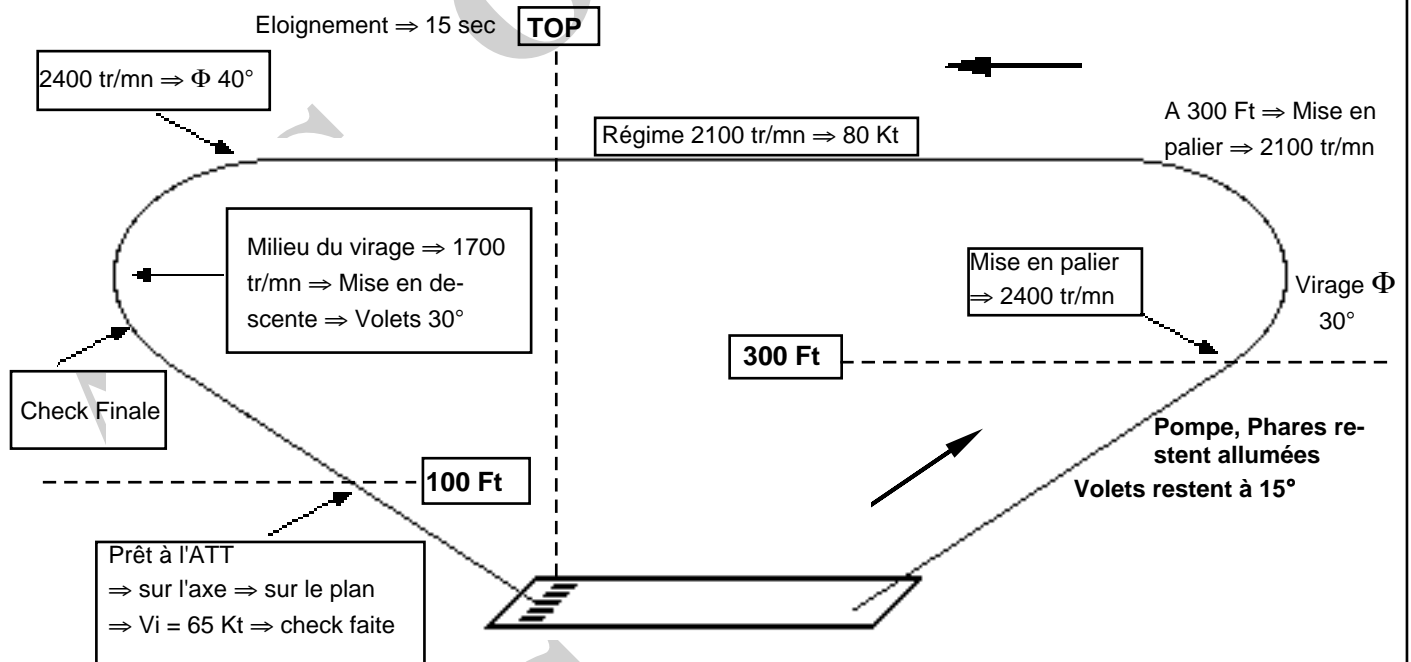 Eloignement ⇒ 15 sec
TOP
2400 tr/mn ⇒ Φ 40°
Régime 2100 tr/mn ⇒ 80 Kt
A 300 Ft ⇒ Mise en
palier ⇒ 2100 tr/mn
Milieu du virage ⇒ 1700
tr/mn ⇒ Mise en de-
scente ⇒ Volets 30°
Mise en palier
⇒ 2400 tr/mn
Virage Φ
30°
300 Ft
Check Finale
Pompe, Phares re-
stent allumées
Volets restent à 15°
100 Ft
Prêt à l'ATT
⇒ sur l'axe ⇒ sur le plan
⇒ Vi = 65 Kt ⇒ check faite